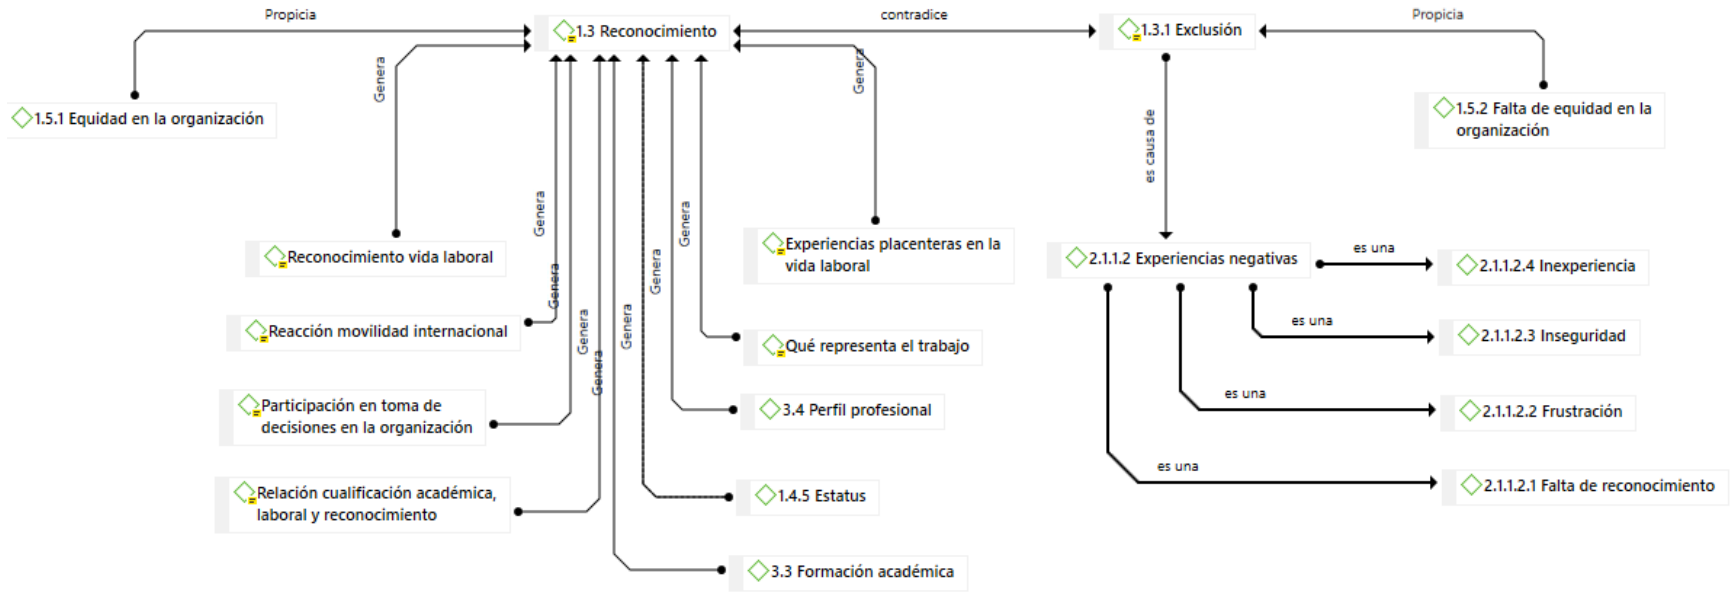 Propicia
contradice
Propicia
1.3 Reconocimiento
1.3.1 Exclusión
Genera
Genera
1.5.1 Equidad en la organización
1.5.2 Falta de equidad en la
organización
es causa de
Genera
Genera
Genera
Reconocimiento vida laboral
Experiencias placenteras en la
vida laboral
2.1.1.2 Experiencias negativas
es una
2.1.1.2.4 Inexperiencia
Genera
Reacción movilidad internacional
Genera
Genera
Qué representa el trabajo
es una
2.1.1.2.3 Inseguridad
Genera
Participación en toma de
decisiones en la organización
3.4 Perfil profesional
es una
2.1.1.2.2 Frustración
Relación cualificación académica,
laboral y reconocimiento
1.4.5 Estatus
es una
2.1.1.2.1 Falta de reconocimiento
3.3 Formación académica